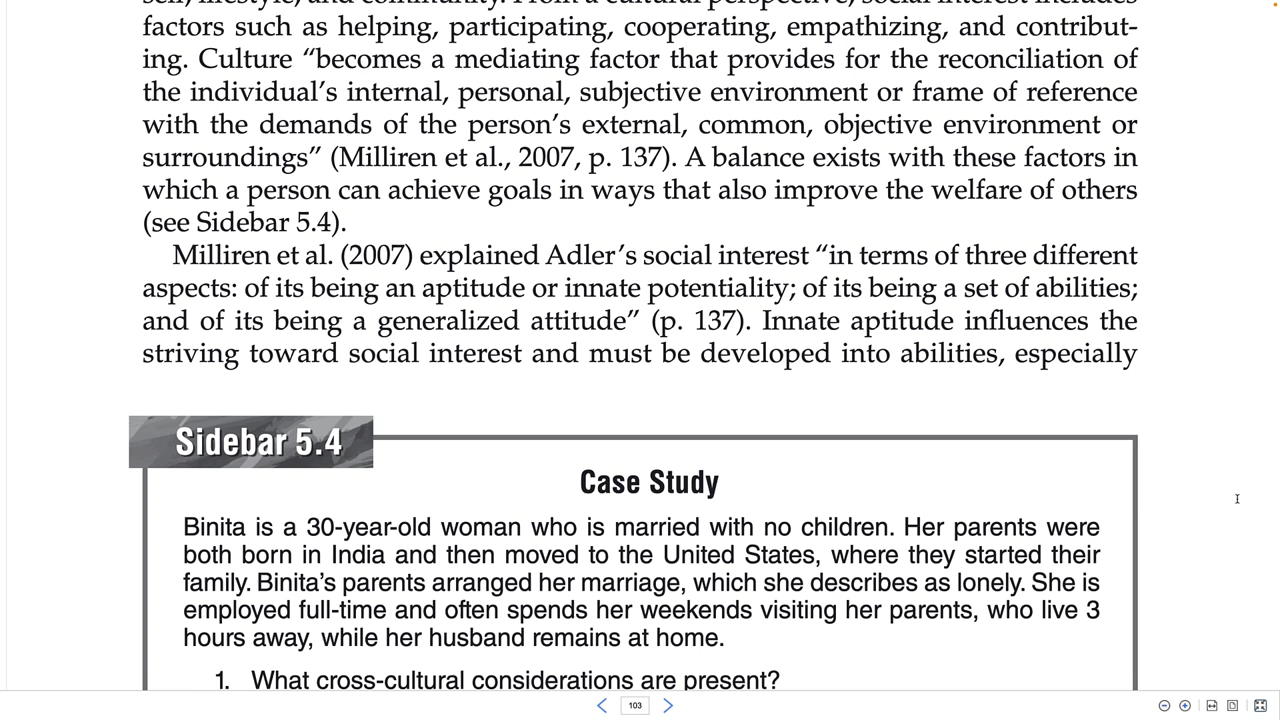 self, lifestyle, and community. From a cultural perspective, social interest includes
factors such as helping, participating, cooperating, empathizing, and contribut-
ing. Culture “becomes a mediating factor that provides for the reconciliation of
the individual’s internal, personal, subjective environment or frame of reference
with the demands of the person’s external, common, objective environment or
surroundings” (Milliren et al., 2007, p. 137). A balance exists with these factors in
which a person can achieve goals in ways that also improve the welfare of others
(see Sidebar 5.4).
Milliren et al. (2007) explained Adler’s social interest “in terms of three different
aspects: of its being an aptitude or innate potentiality; of its being a set of abilities;
and of its being a generalized attitude” (p. 137). Innate aptitude influences the
striving toward social interest and must be developed into abilities, especially
Sidebar 5.4
Case Study
Binita is a 30-year-old woman who is married with no children. Her parents were
both born in India and then moved to the United States, where they started their
family. Binita’s parents arranged her marriage, which she describes as lonely. She is
employed full-time and often spends her weekends visiting her parents, who live 3
hours away, while her husband remains at home.
1. What cross-cultural considerations are present?
103